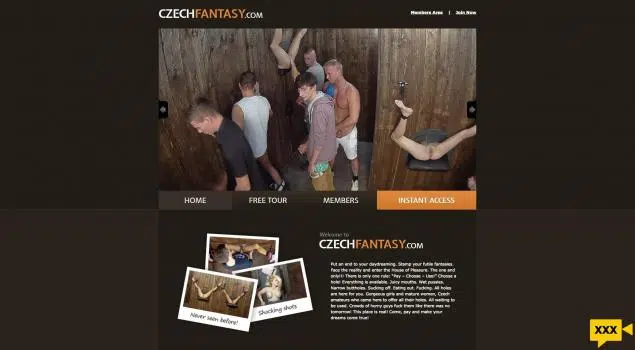 CZECHFANTASY.COM
Members Area | Join Now
HOME FREE TOUR MEMBERS INSTANT ACCESS
Welcome to
CZECHFANTASY.COM
Put an end to your daydreaming. Stamp your futile fantasies.
Face the reality and enter the House of Pleasure. The one and
only!!! There is only one rule: "Pay – Choose – Use!" Choose a
hole! Everything is available. Juicy mouths. Wet pussies.
Narrow buttholes. Sucking off. Eating out. Fucking. All holes
are here for you. Gorgeous girls and mature women, Czech
amateurs who came here to offer all their holes. All waiting to
be used. Crowds of horny guys fuck them like there was no
tomorrow! This place is real! Come, pay and make your
dreams come true!
Never seen before!
Shocking shots
XXX